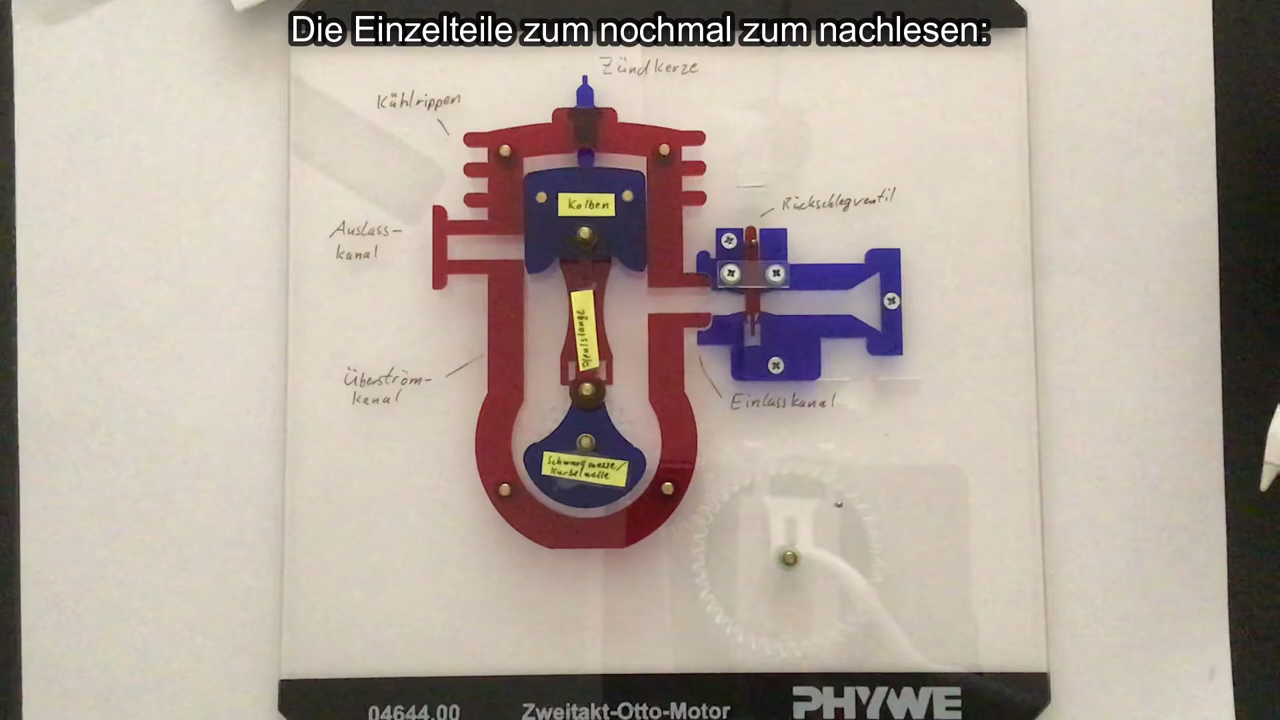 Die Einzelteile zum nochmal zum nachlesen:
Zündkerze
Kühlrippen
Kolben
Rückschlagventil
Auslass-
kanal
Pleulstange
Überström-
kanal
Einlasskanal
Schwungmasse/
Kurbelwelle
04644.00
Zweitakt-Otto-Motor
PHYWE